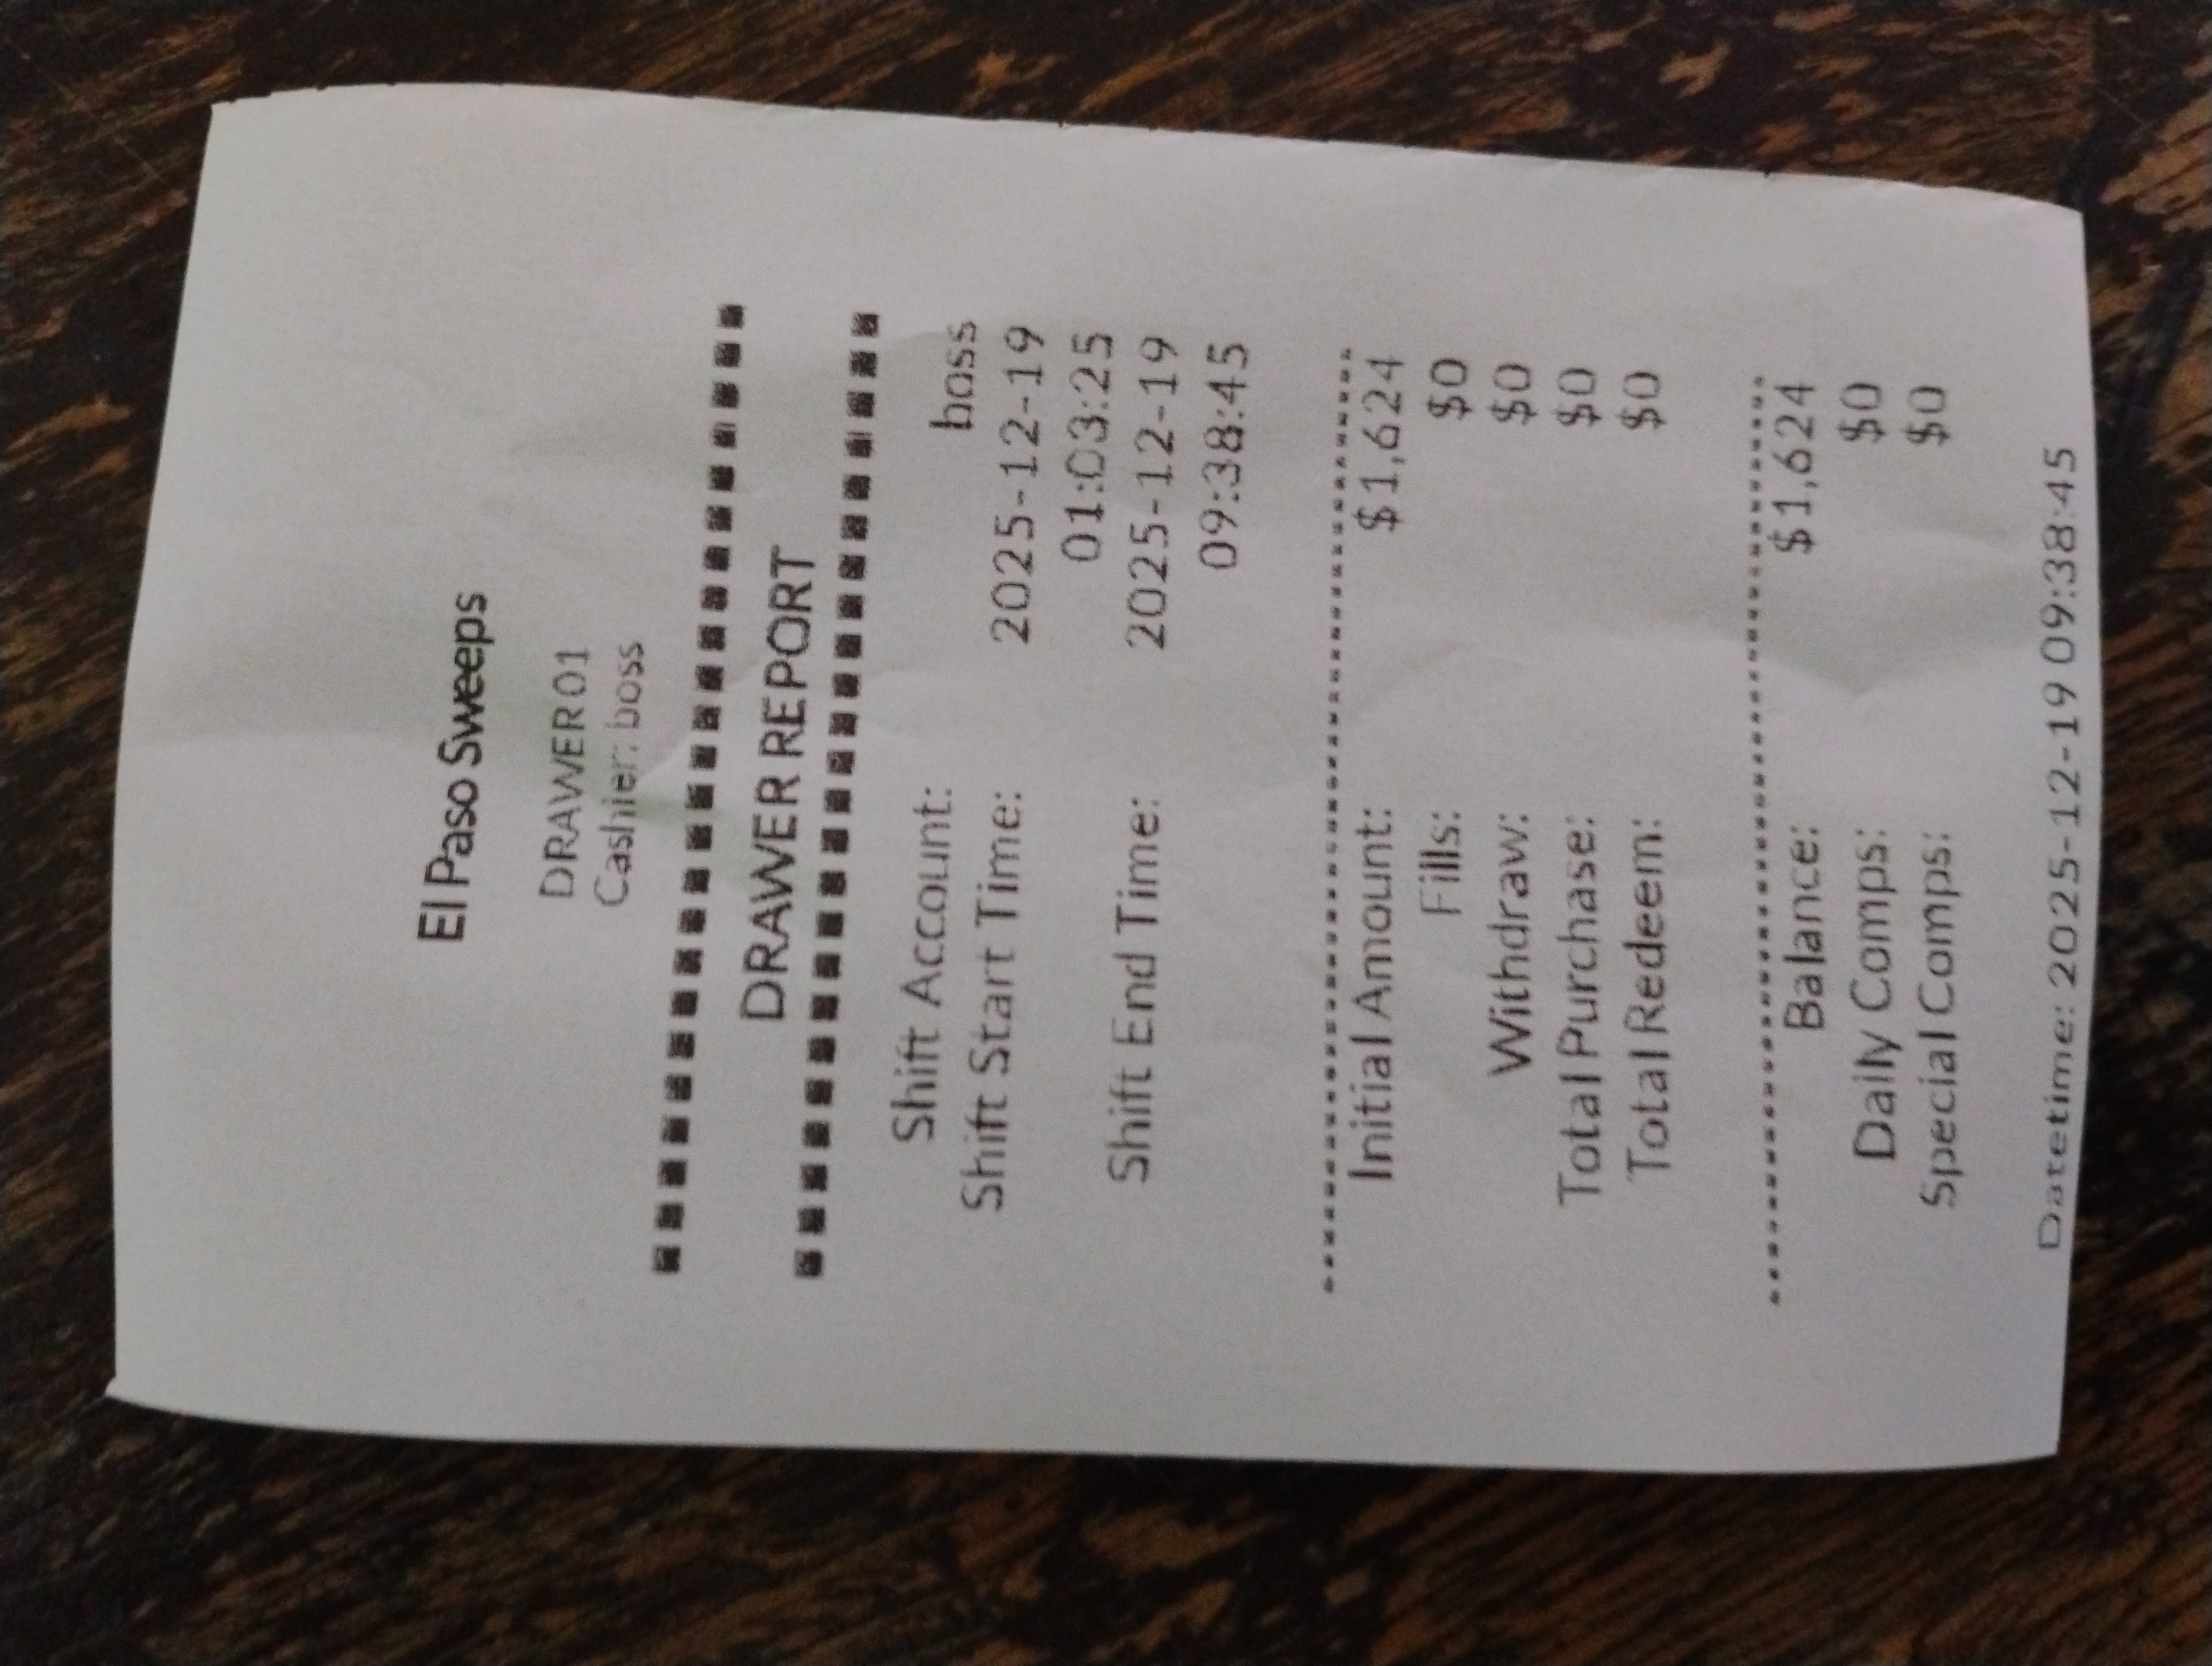 El Paso Sweeps
DRAWER01
Cashier: boss
DRAWER REPORT
Shift Account: boss
Shift Start Time: 2025-12-19
01:03:25
Shift End Time: 2025-12-19
09:38:45
Initial Amount: $1,624
Fills: $0
Withdraw: $0
Total Purchase: $0
Total Redeem: $0
Balance: $1,624
Daily Comps: $0
Special Comps: $0
Datetime: 2025-12-19 09:38:45